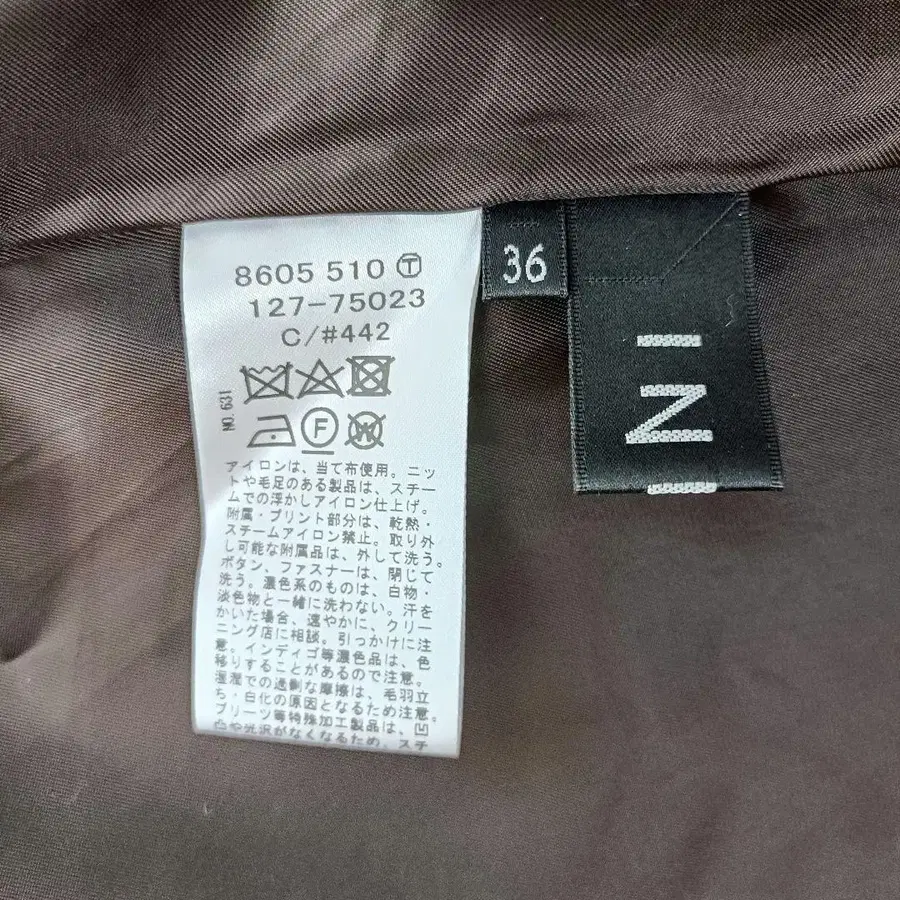 8605 510 Ⓣ
127-75023
C/#442
NO.631
F
W
アイロンは、当て布使用。ニッ
トや毛足のある製品は、スチー
ムでの浮かしアイロン仕上げ。
附属・プリント部分は、乾熱・
スチームアイロン禁止。取り外
し可能な附属品は、外して洗う。
ボタン、ファスナーは、閉じて
洗う。濃色系のものは、白物・
淡色物と一緒に洗わない。汗を
かいた場合、速やかに、クリー
ニング店に相談。引っかけに注
意。インディゴ等濃色品は、色
移りすることがあるので注意。
湿潤での過剰な摩擦は、毛羽立
ち・白化の原因となるため注意。
プリーツ等特殊加工製品は、凹
凸や光沢がなくなるため、スチ
36
IN